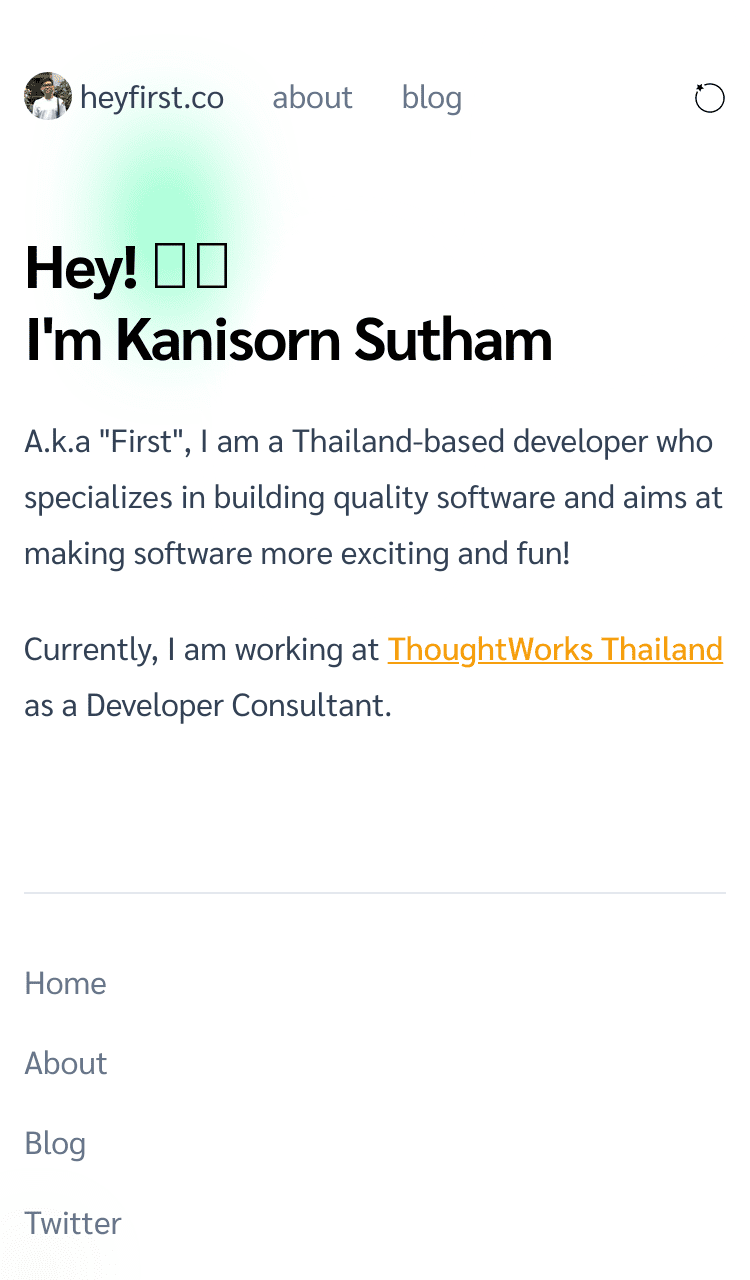 heyfirst.co about blog
Hey!
I'm Kanisorn Sutham
A.k.a "First", I am a Thailand-based developer who
specializes in building quality software and aims at
making software more exciting and fun!
Currently, I am working at ThoughtWorks Thailand
as a Developer Consultant.
Home
About
Blog
Twitter